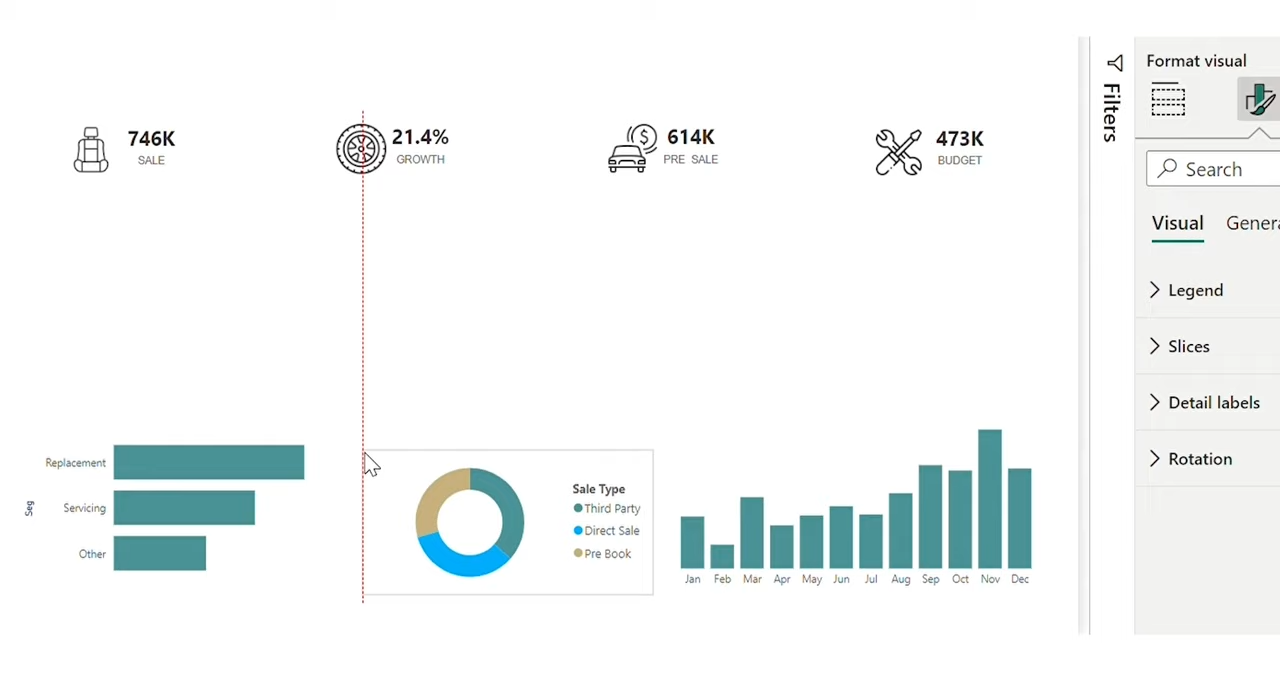 746K
SALE
21.4%
GROWTH
$
614K
PRE SALE
473K
BUDGET
Seg
Replacement
Servicing
Other
Sale Type
Third Party
Direct Sale
Pre Book
Jan Feb Mar Apr May Jun Jul Aug Sep Oct Nov Dec
Filters
Format visual
Search
Visual Genera
Legend
Slices
Detail labels
Rotation